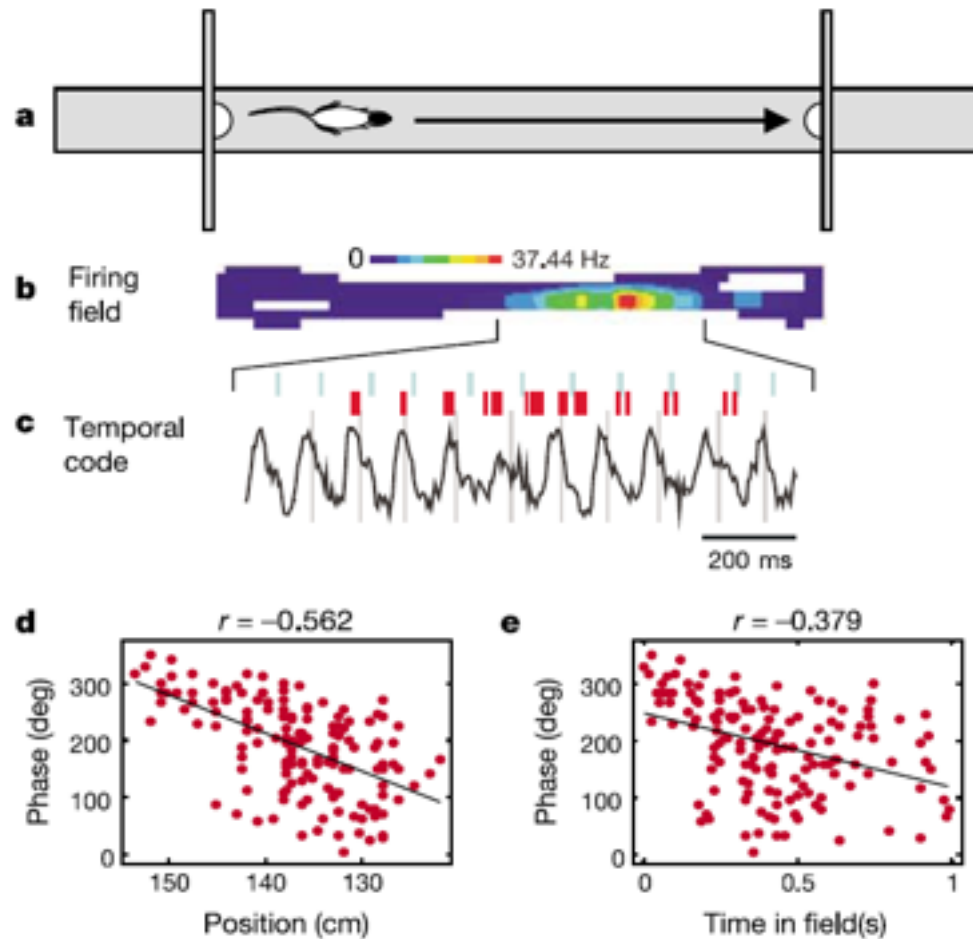 a
b Firing field
0 37.44 Hz
c Temporal code
200 ms
d r = −0.562
Phase (deg)
300
200
100
0
150 140 130
Position (cm)
e r = −0.379
Phase (deg)
300
200
100
0
0 0.5 1
Time in field(s)